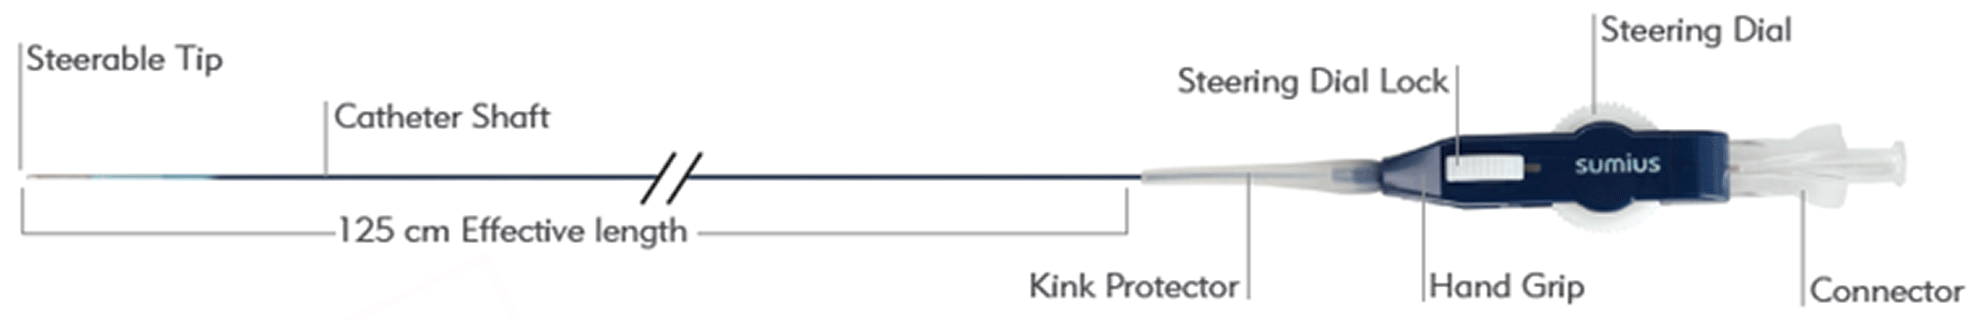 Steering Dial
Steerable Tip
Steering Dial Lock
Catheter Shaft
sumius
125 cm Effective length
Kink Protector
Hand Grip
Connector